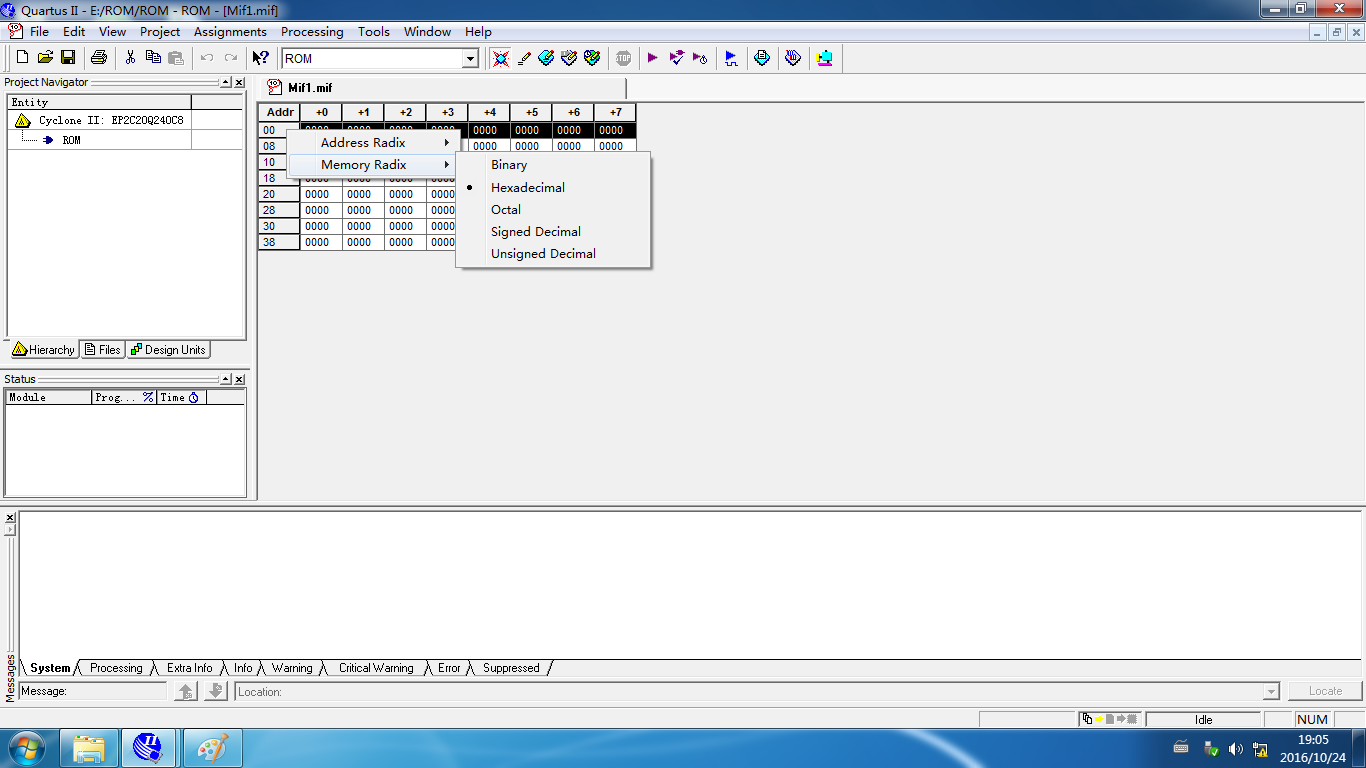 Quartus II - E:/ROM/ROM - ROM - [Mif1.mif]
File Edit View Project Assignments Processing Tools Window Help
ROM
STOP
Project Navigator
Entity
Cyclone II: EP2C20Q240C8
ROM
Hierarchy Files Design Units
Mif1.mif
Addr +0 +1 +2 +3 +4 +5 +6 +7
00 0000 0000 0000 0000 0000 0000 0000 0000
08 0000 0000 0000 0000
10
18
20 0000 0000 0000 0000
28 0000 0000 0000 0000
30 0000 0000 0000 0000
38 0000 0000 0000 0000
Address Radix
Memory Radix
Binary
Hexadecimal
Octal
Signed Decimal
Unsigned Decimal
Status
Module Prog... % Time
Messages
System Processing Extra Info Info Warning Critical Warning Error Suppressed
Message: Location: Locate
Idle NUM
19:05
2016/10/24